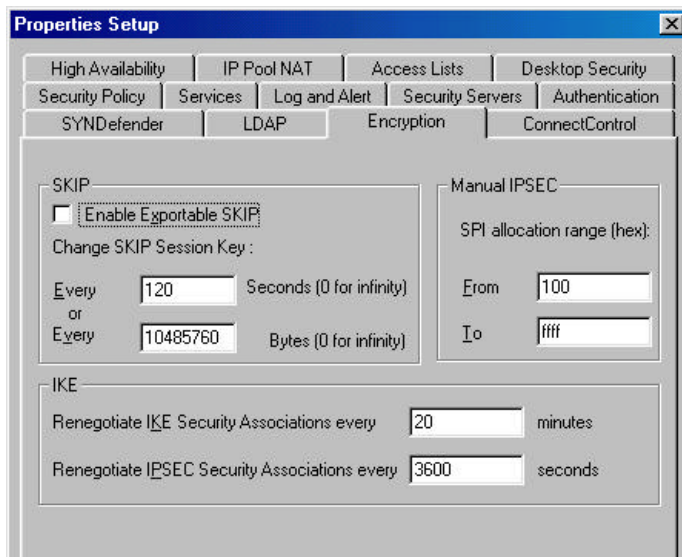 Properties Setup
High Availability IP Pool NAT Access Lists Desktop Security
Security Policy Services Log and Alert Security Servers Authentication
SYNDefender LDAP Encryption ConnectControl
SKIP
Enable Exportable SKIP
Change SKIP Session Key :
Every 120 Seconds (0 for infinity)
or
Every 10485760 Bytes (0 for infinity)
Manual IPSEC
SPI allocation range (hex):
From 100
To ffff
IKE
Renegotiate IKE Security Associations every 20 minutes
Renegotiate IPSEC Security Associations every 3600 seconds